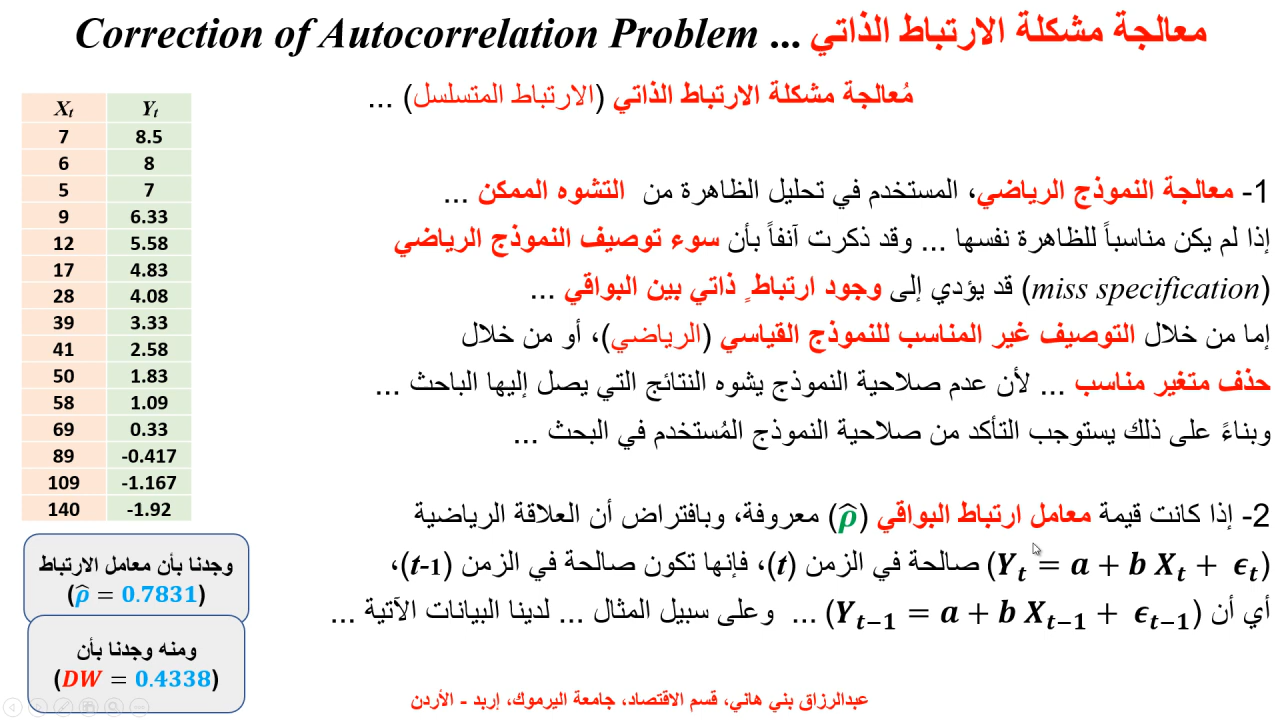 معالجة مشكلة الارتباط الذاتي ... Correction of Autocorrelation Problem
مُعالجة مشكلة الارتباط الذاتي (الارتباط المتسلسل) ...
1- معالجة النموذج الرياضي، المستخدم في تحليل الظاهرة من التشوه الممكن ...
إذا لم يكن مناسباً للظاهرة نفسها ... وقد ذكرت آنفاً بأن سوء توصيف النموذج الرياضي
(miss specification) قد يؤدي إلى وجود ارتباطٍ ذاتي بين البواقي ...
إما من خلال التوصيف غير المناسب للنموذج القياسي (الرياضي)، أو من خلال
حذف متغير مناسب ... لأن عدم صلاحية النموذج يشوه النتائج التي يصل إليها الباحث ...
وبناءً على ذلك يستوجب التأكد من صلاحية النموذج المُستخدم في البحث ...
2- إذا كانت قيمة معامل ارتباط البواقي (ρ̂) معروفة، وبافتراض أن العلاقة الرياضية
(Yₜ = a + b Xₜ + ϵₜ) صالحة في الزمن (t)، فإنها تكون صالحة في الزمن (t-1)،
أي أن (Yₜ₋₁ = a + b Xₜ₋₁ + ϵₜ₋₁) ... وعلى سبيل المثال ... لدينا البيانات الآتية ...
Xₜ Yₜ
7 8.5
6 8
5 7
9 6.33
12 5.58
17 4.83
28 4.08
39 3.33
41 2.58
50 1.83
58 1.09
69 0.33
89 -0.417
109 -1.167
140 -1.92
وجدنا بأن معامل الارتباط
(ρ̂ = 0.7831)
ومنه وجدنا بأن
(DW = 0.4338)
عبدالرزاق بني هاني، قسم الاقتصاد، جامعة اليرموك، إربد - الأردن